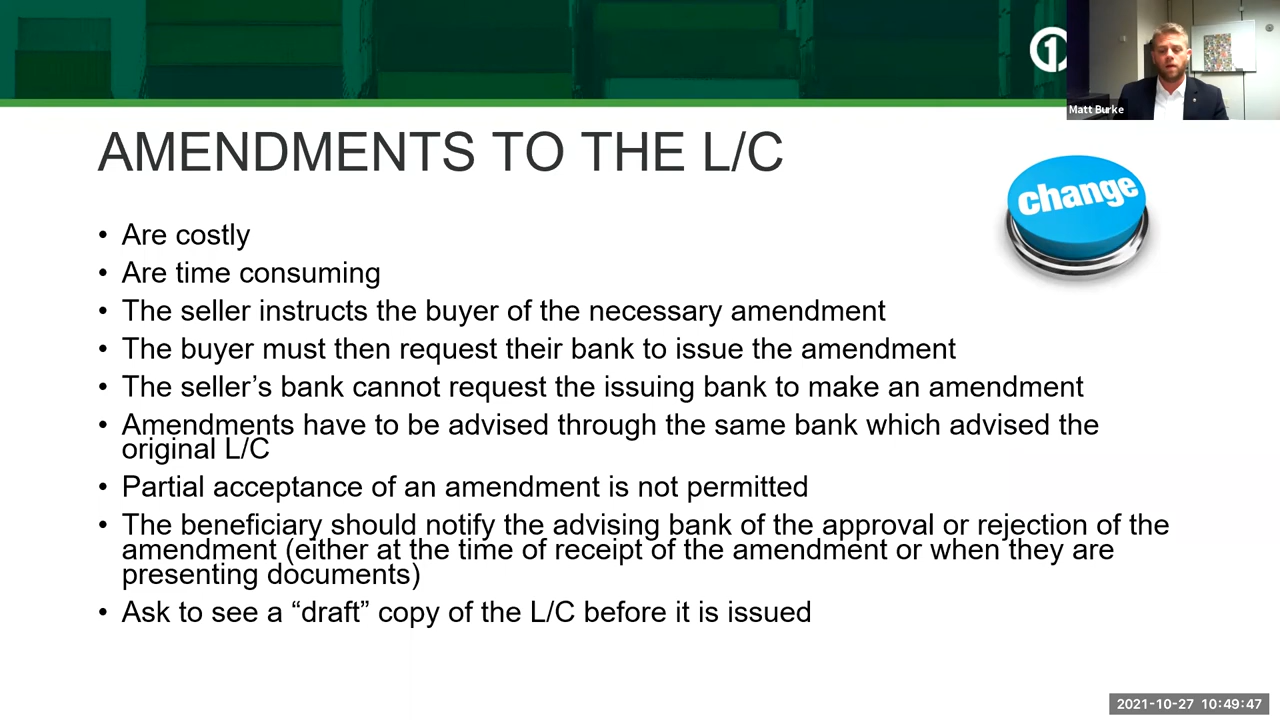 1
Matt Burke
AMENDMENTS TO THE L/C
change
• Are costly
• Are time consuming
• The seller instructs the buyer of the necessary amendment
• The buyer must then request their bank to issue the amendment
• The seller’s bank cannot request the issuing bank to make an amendment
• Amendments have to be advised through the same bank which advised the
original L/C
• Partial acceptance of an amendment is not permitted
• The beneficiary should notify the advising bank of the approval or rejection of the
amendment (either at the time of receipt of the amendment or when they are
presenting documents)
• Ask to see a “draft” copy of the L/C before it is issued
2021-10-27 10:49:47